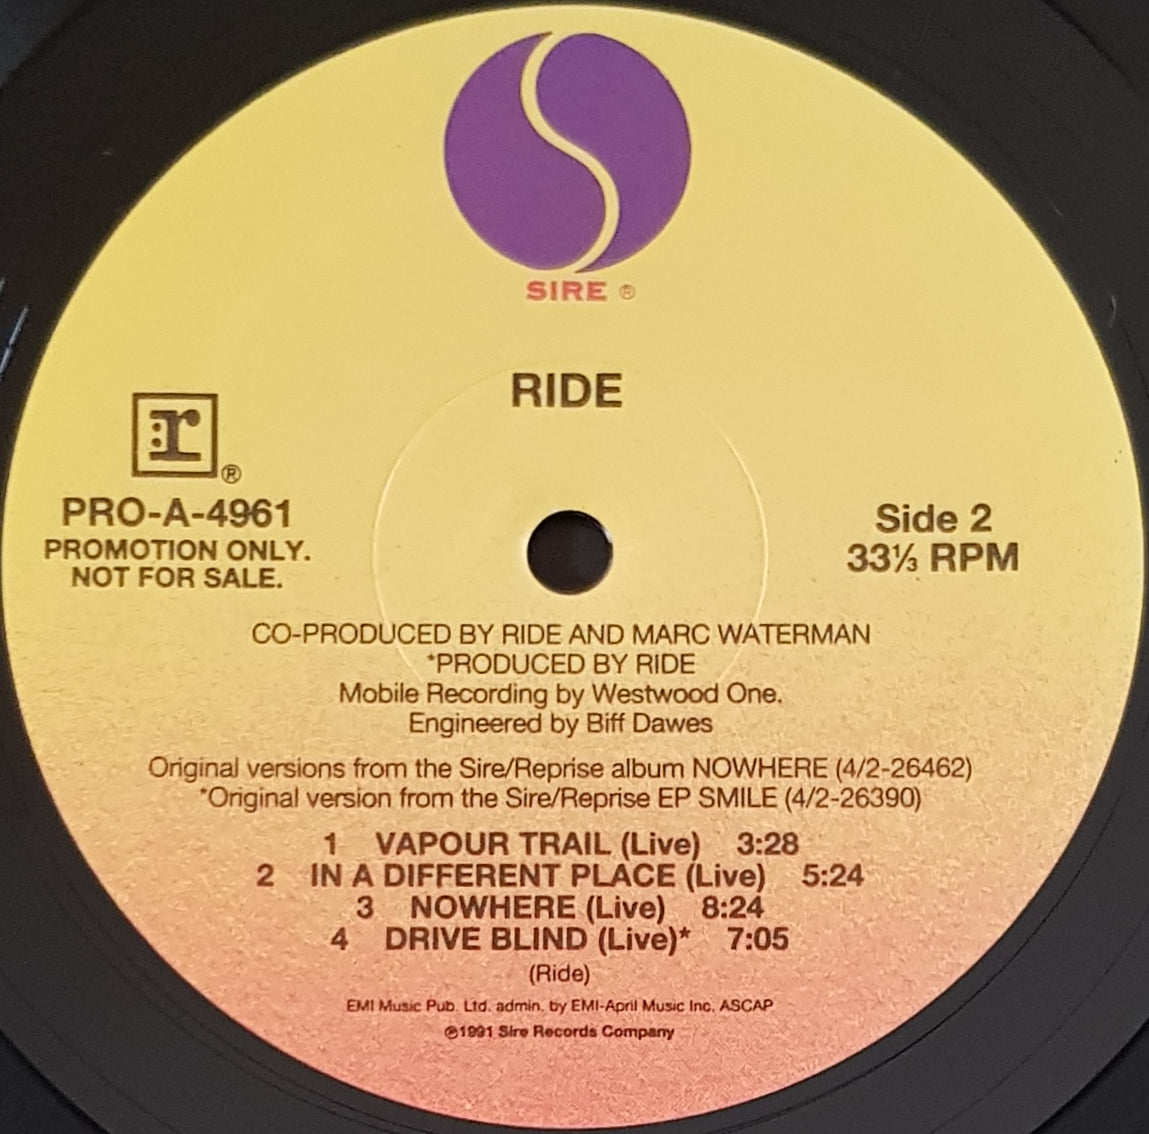 SIRE ®
RIDE
r ®
PRO-A-4961
PROMOTION ONLY.
NOT FOR SALE.
Side 2
33⅓ RPM
CO-PRODUCED BY RIDE AND MARC WATERMAN
*PRODUCED BY RIDE
Mobile Recording by Westwood One.
Engineered by Biff Dawes
Original versions from the Sire/Reprise album NOWHERE (4/2-26462)
*Original version from the Sire/Reprise EP SMILE (4/2-26390)
1 VAPOUR TRAIL (Live) 3:28
2 IN A DIFFERENT PLACE (Live) 5:24
3 NOWHERE (Live) 8:24
4 DRIVE BLIND (Live)* 7:05
(Ride)
EMI Music Pub. Ltd. admin. by EMI-April Music Inc. ASCAP
℗1991 Sire Records Company